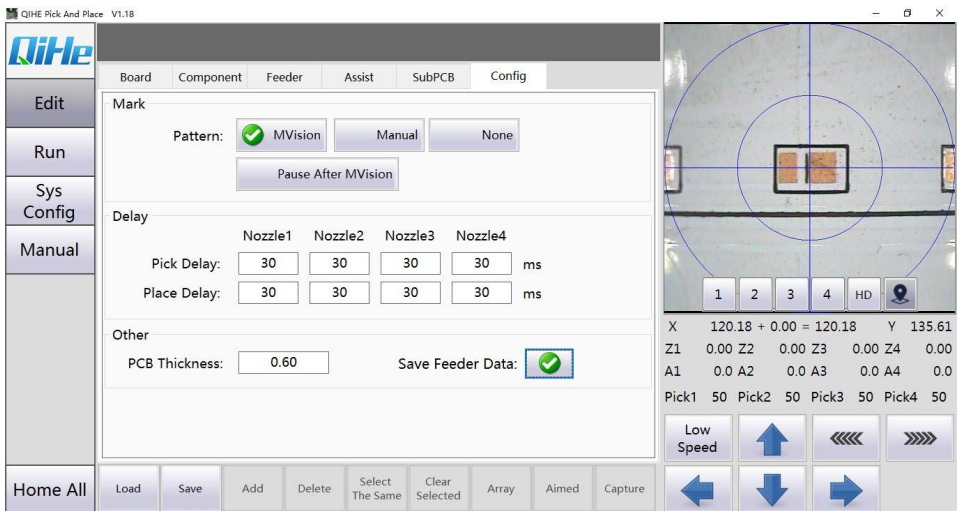 QIHE Pick And Place V1.18
QiHe
Board Component Feeder Assist SubPCB Config
Edit
Run
Sys
Config
Manual
Home All
Mark
Pattern: MVision Manual None
Pause After MVision
Delay
Nozzle1 Nozzle2 Nozzle3 Nozzle4
Pick Delay: 30 30 30 30 ms
Place Delay: 30 30 30 30 ms
Other
PCB Thickness: 0.60 Save Feeder Data:
Load Save Add Delete Select The Same Clear Selected Array Aimed Capture
1 2 3 4 HD
X 120.18 + 0.00 = 120.18 Y 135.61
Z1 0.00 Z2 0.00 Z3 0.00 Z4 0.00
A1 0.0 A2 0.0 A3 0.0 A4 0.0
Pick1 50 Pick2 50 Pick3 50 Pick4 50
Low
Speed